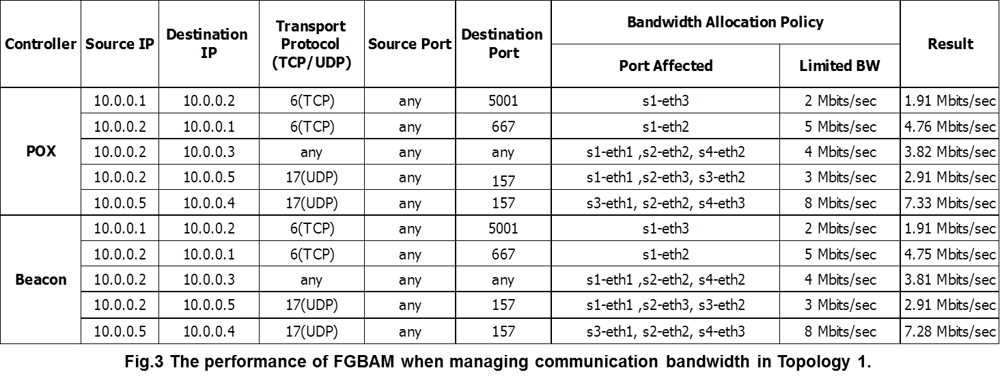 Controller Source IP Destination IP Transport Protocol (TCP/UDP) Source Port Destination Port Bandwidth Allocation Policy Result
Port Affected Limited BW
POX
10.0.0.1 10.0.0.2 6(TCP) any 5001 s1-eth3 2 Mbits/sec 1.91 Mbits/sec
10.0.0.2 10.0.0.1 6(TCP) any 667 s1-eth2 5 Mbits/sec 4.76 Mbits/sec
10.0.0.2 10.0.0.3 any any any s1-eth1 ,s2-eth2, s4-eth2 4 Mbits/sec 3.82 Mbits/sec
10.0.0.2 10.0.0.5 17(UDP) any 157 s1-eth1 ,s2-eth3, s3-eth2 3 Mbits/sec 2.91 Mbits/sec
10.0.0.5 10.0.0.4 17(UDP) any 157 s3-eth1, s2-eth2, s4-eth3 8 Mbits/sec 7.33 Mbits/sec
Beacon
10.0.0.1 10.0.0.2 6(TCP) any 5001 s1-eth3 2 Mbits/sec 1.91 Mbits/sec
10.0.0.2 10.0.0.1 6(TCP) any 667 s1-eth2 5 Mbits/sec 4.75 Mbits/sec
10.0.0.2 10.0.0.3 any any any s1-eth1 ,s2-eth2, s4-eth2 4 Mbits/sec 3.81 Mbits/sec
10.0.0.2 10.0.0.5 17(UDP) any 157 s1-eth1 ,s2-eth3, s3-eth2 3 Mbits/sec 2.91 Mbits/sec
10.0.0.5 10.0.0.4 17(UDP) any 157 s3-eth1, s2-eth2, s4-eth3 8 Mbits/sec 7.28 Mbits/sec
Fig.3 The performance of FGBAM when managing communication bandwidth in Topology 1.